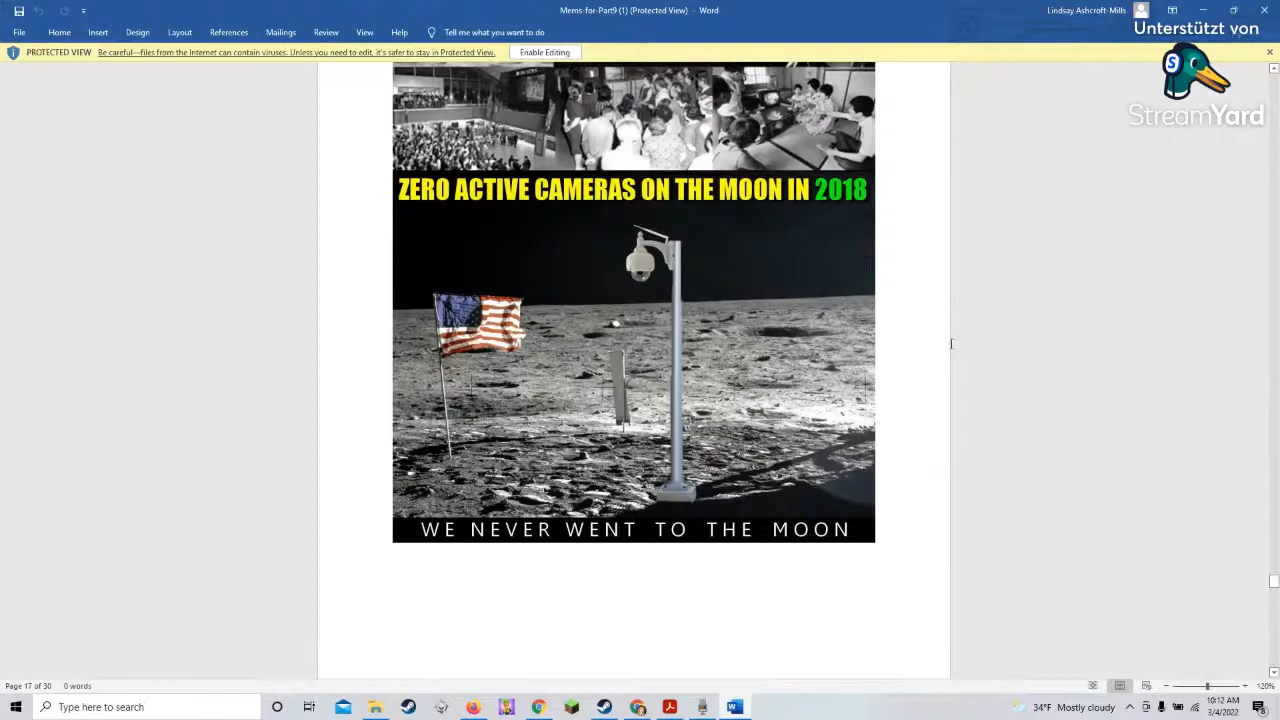 Mems-for-Part9 (1) (Protected View) - Word
Lindsay Ashcroft-Mills
Unterstützt von
File Home Insert Design Layout References Mailings Review View Help Tell me what you want to do
PROTECTED VIEW Be careful—files from the Internet can contain viruses. Unless you need to edit, it's safer to stay in Protected View. Enable Editing
S
StreamYard
ZERO ACTIVE CAMERAS ON THE MOON IN 2018
WE NEVER WENT TO THE MOON
Page 17 of 30 0 words
120%
Type here to search
34°F Mostly cloudy
10:12 AM
3/4/2022